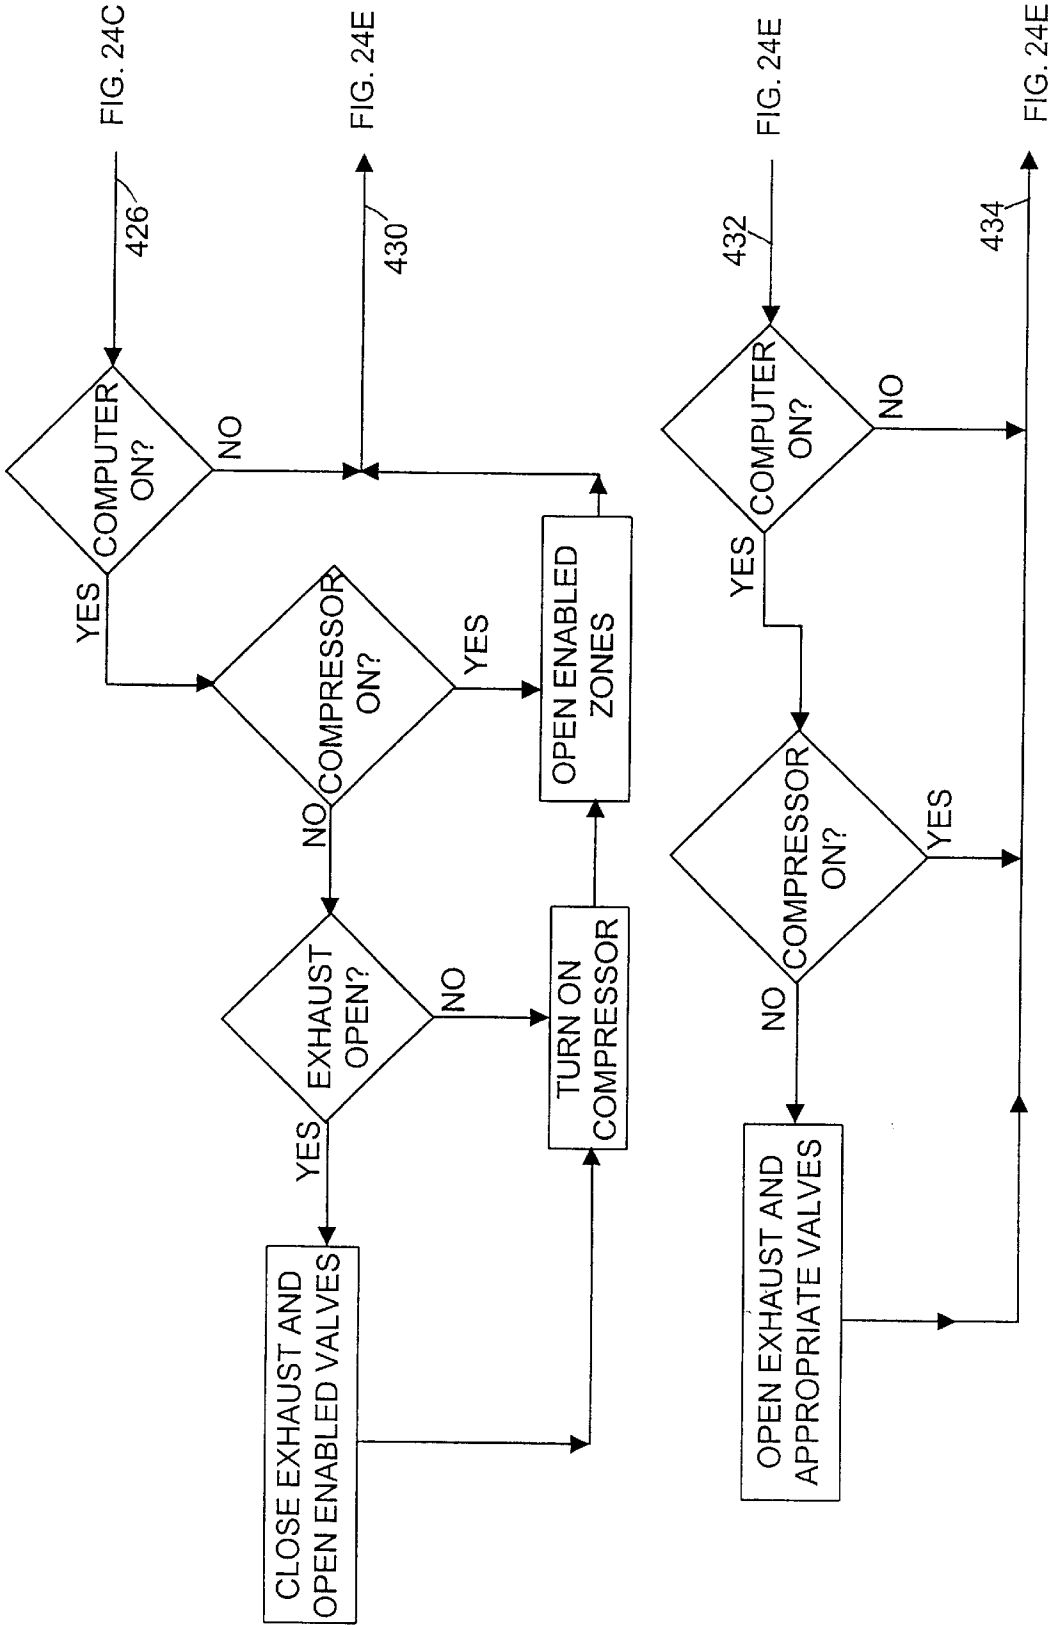 FIG. 24C
426
COMPUTER
ON?
YES
NO
FIG. 24E
430
COMPRESSOR
ON?
NO
YES
EXHAUST
OPEN?
YES
NO
CLOSE EXHAUST AND
OPEN ENABLED VALVES
TURN ON
COMPRESSOR
OPEN ENABLED
ZONES
FIG. 24E
432
COMPUTER
ON?
YES
NO
COMPRESSOR
ON?
NO
YES
OPEN EXHAUST AND
APPROPRIATE VALVES
434
FIG. 24E